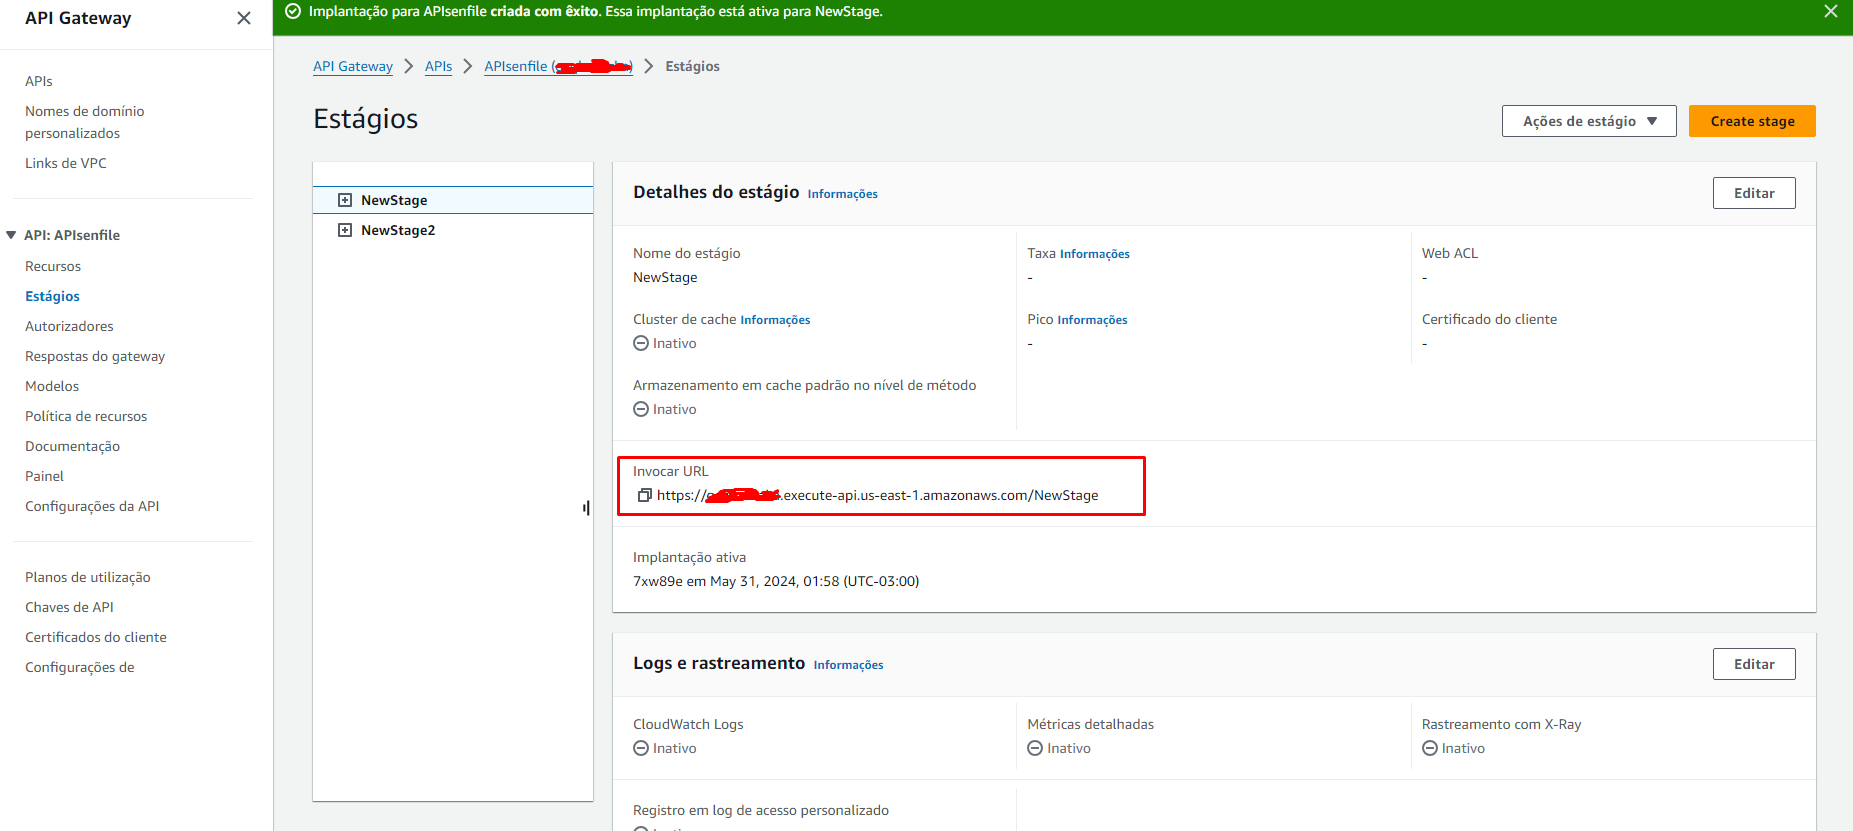 API Gateway
Implantação para APIsenfile criada com êxito. Essa implantação está ativa para NewStage.
APIs
Nomes de domínio
personalizados
Links de VPC
API: APIsenfile
Recursos
Estágios
Autorizadores
Respostas do gateway
Modelos
Política de recursos
Documentação
Painel
Configurações da API
Planos de utilização
Chaves de API
Certificados do cliente
Configurações de
API Gateway
APIs
APIsenfile ( )
Estágios
Estágios
Ações de estágio
Create stage
NewStage
NewStage2
Detalhes do estágio Informações
Editar
Nome do estágio
NewStage
Taxa Informações
-
Web ACL
-
Cluster de cache Informações
Inativo
Pico Informações
-
Certificado do cliente
-
Armazenamento em cache padrão no nível de método
Inativo
Invocar URL
https:// .execute-api.us-east-1.amazonaws.com/NewStage
Implantação ativa
7xw89e em May 31, 2024, 01:58 (UTC-03:00)
Logs e rastreamento Informações
Editar
CloudWatch Logs
Inativo
Métricas detalhadas
Inativo
Rastreamento com X-Ray
Inativo
Registro em log de acesso personalizado